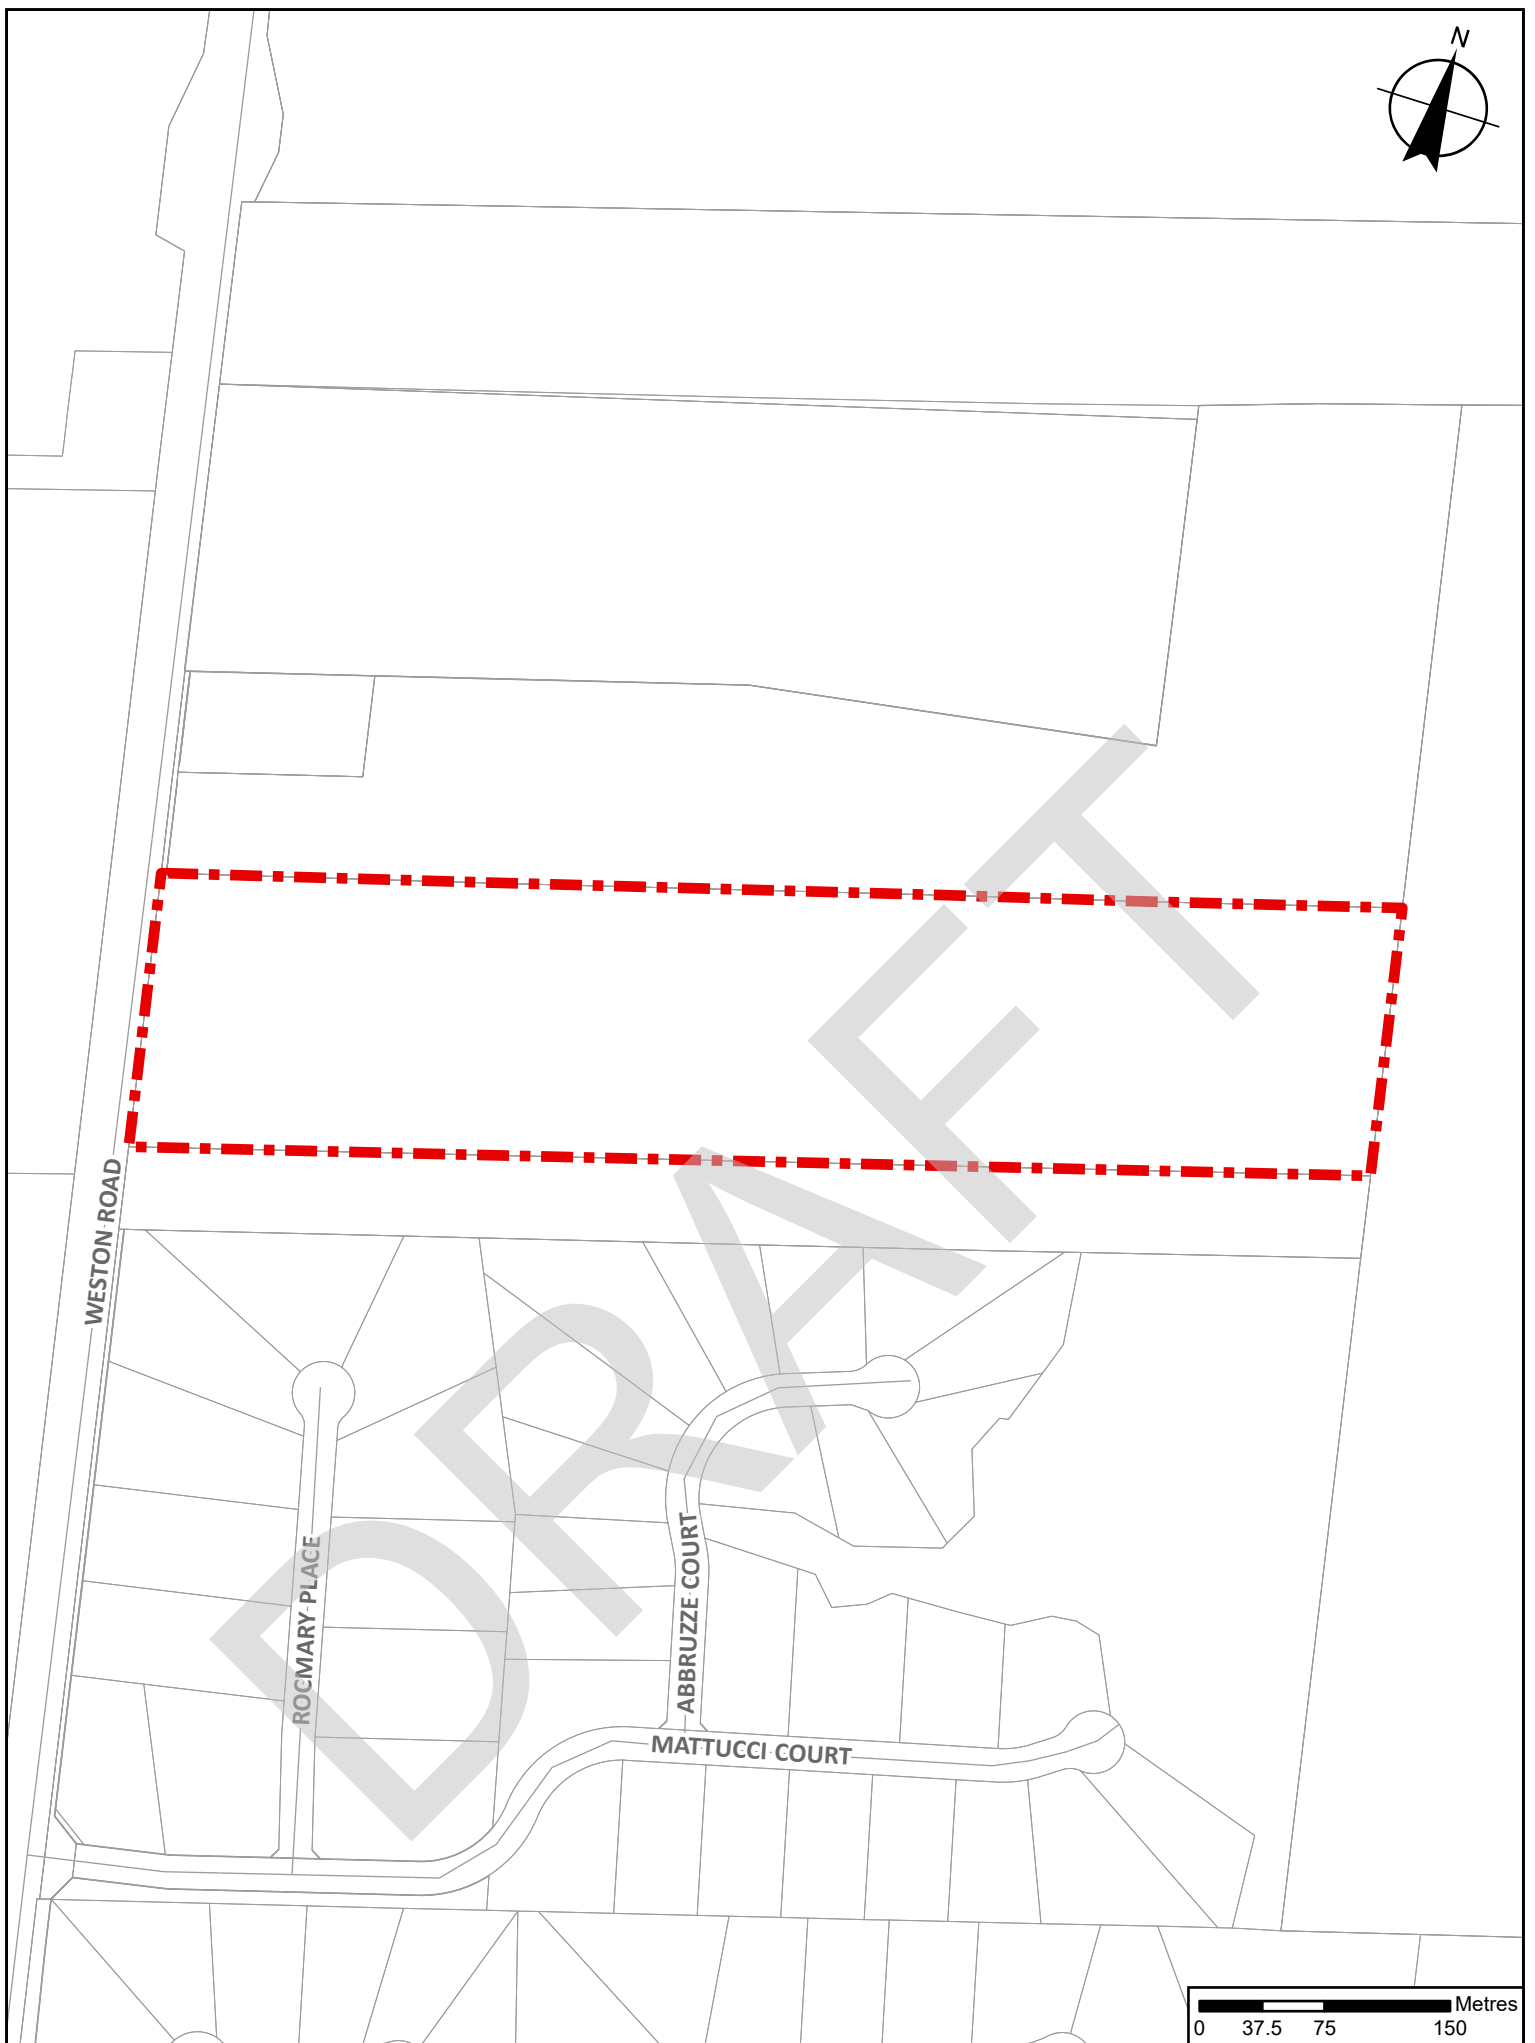 N
DRAFT
WESTON ROAD
ROCMARY PLACE
ABBRUZZE COURT
MATTUCCI COURT
Metres
0 37.5 75 150